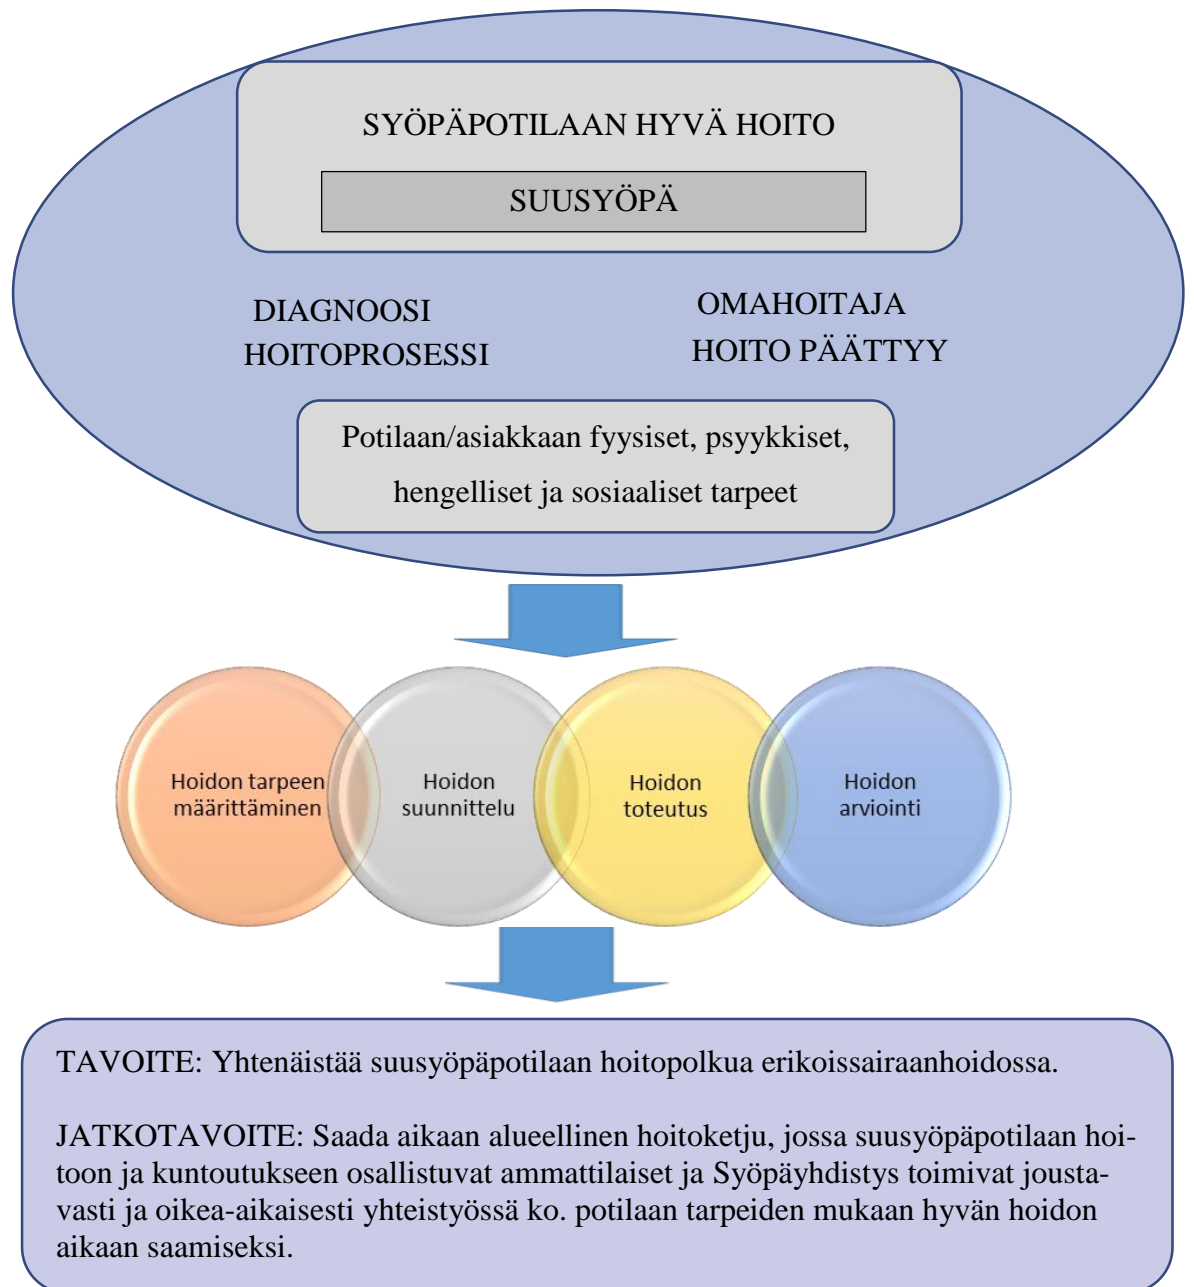 SYÖPÄPOTILAAN HYVÄ HOITO
SUUSYÖPÄ
DIAGNOOSI
HOITOPROSESSI
OMAHOITAJA
HOITO PÄÄTTYY
Potilaan/asiakkaan fyysiset, psyykkiset,
hengelliset ja sosiaaliset tarpeet
Hoidon tarpeen
määrittäminen
Hoidon
suunnittelu
Hoidon
toteutus
Hoidon
arviointi
TAVOITE: Yhtenäistää suusyöpäpotilaan hoitopolkua erikoissairaanhoidossa.
JATKOTAVOITE: Saada aikaan alueellinen hoitoketju, jossa suusyöpäpotilaan hoi-
toon ja kuntoutukseen osallistuvat ammattilaiset ja Syöpäyhdistys toimivat jousta-
vasti ja oikea-aikaisesti yhteistyössä ko. potilaan tarpeiden mukaan hyvän hoidon
aikaan saamiseksi.